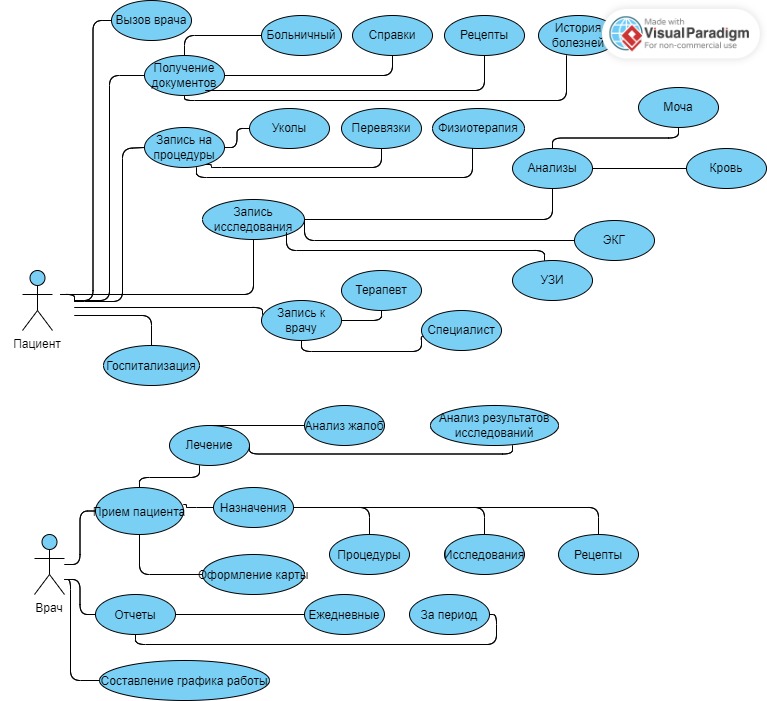 Вызов врача
Больничный
Справки
Рецепты
История
болезней
Made with
VisualParadigm
For non-commercial use
Получение
документов
Моча
Уколы
Перевязки
Физиотерапия
Запись на
процедуры
Анализы
Кровь
Запись
исследования
ЭКГ
УЗИ
Терапевт
Запись к
врачу
Специалист
Пациент
Госпитализация
Анализ жалоб
Анализ результатов
исследований
Лечение
Прием пациента
Назначения
Процедуры
Исследования
Рецепты
Оформление карты
Врач
Отчеты
Ежедневные
За период
Составление графика работы